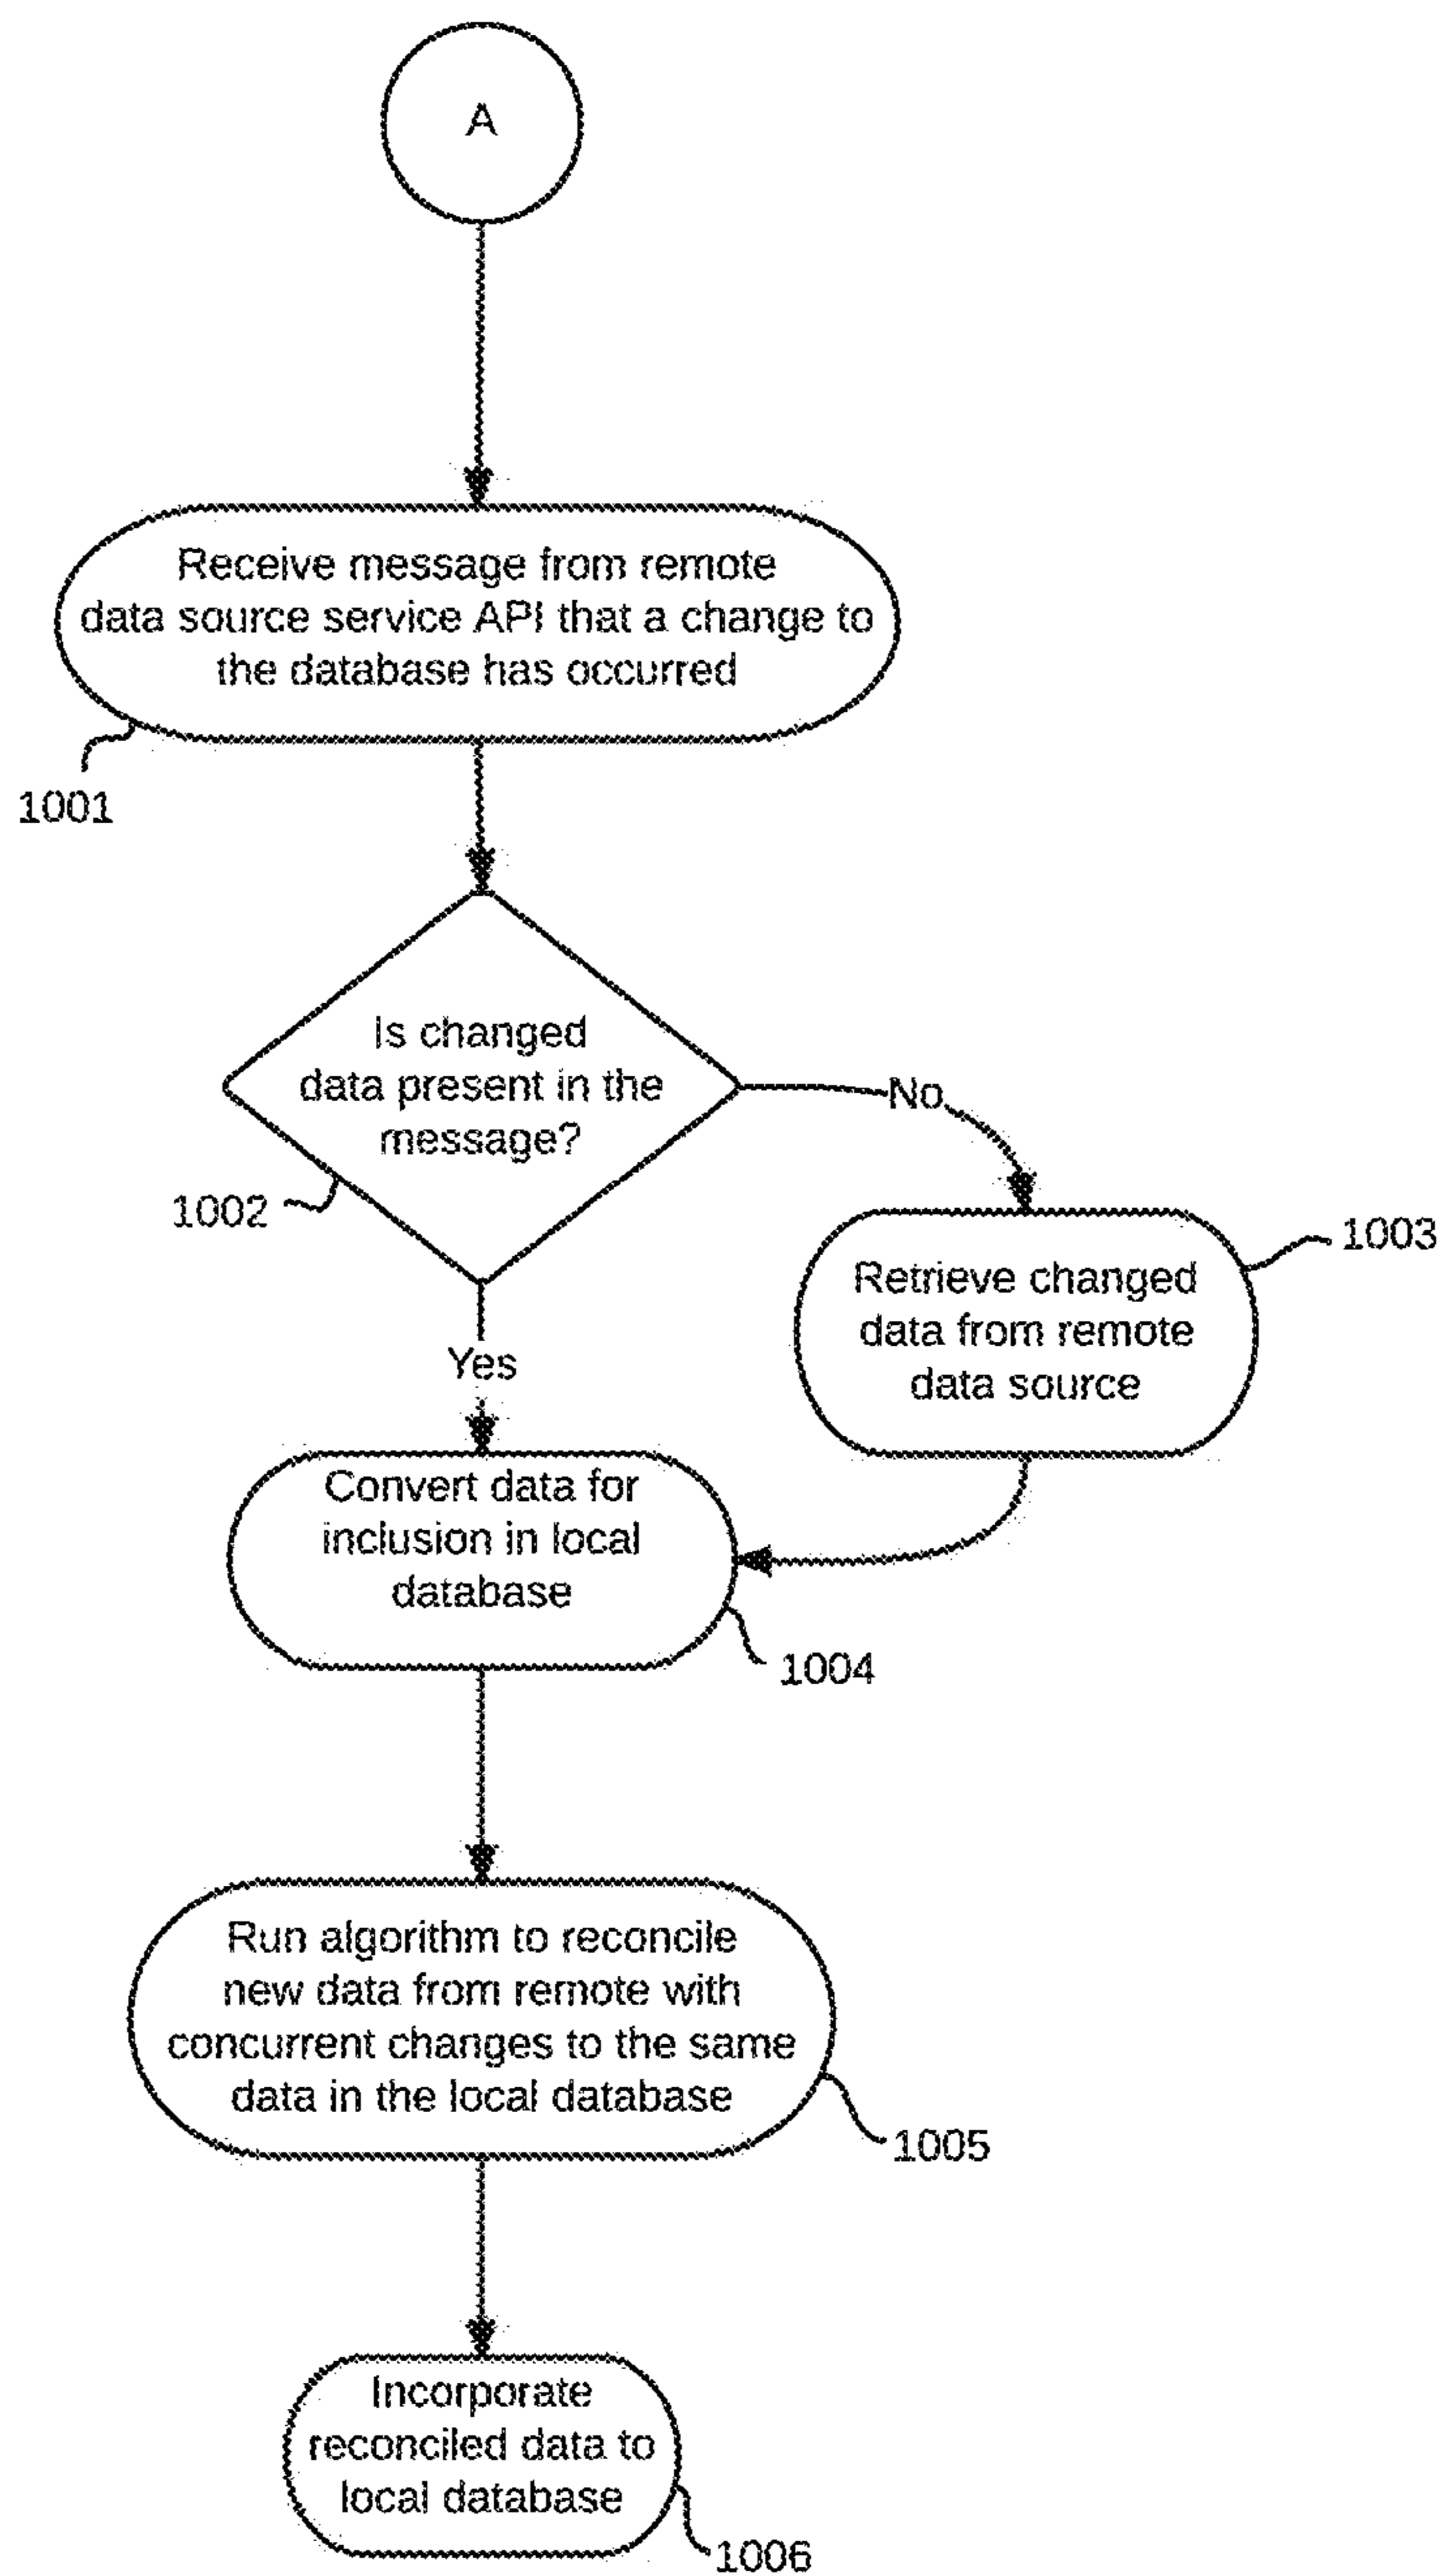 A
Receive message from remote
data source service API that a change to
the database has occurred
1001
Is changed
data present in the
message?
1002
No
1003
Retrieve changed
data from remote
data source
Yes
Convert data for
inclusion in local
database
1004
Run algorithm to reconcile
new data from remote with
concurrent changes to the same
data in the local database
1005
Incorporate
reconciled data to
local database
1006